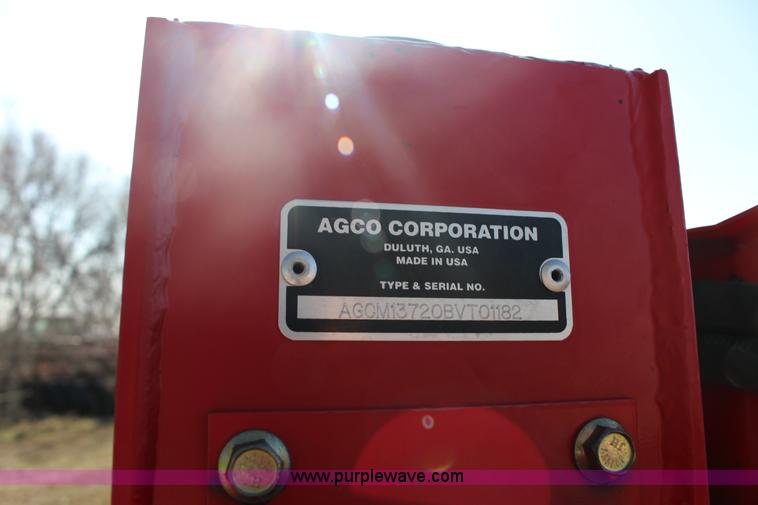 AGCO CORPORATION
DULUTH, GA. USA
MADE IN USA
TYPE & SERIAL NO.
AGCM13720BVT01182
www.purplewave.com